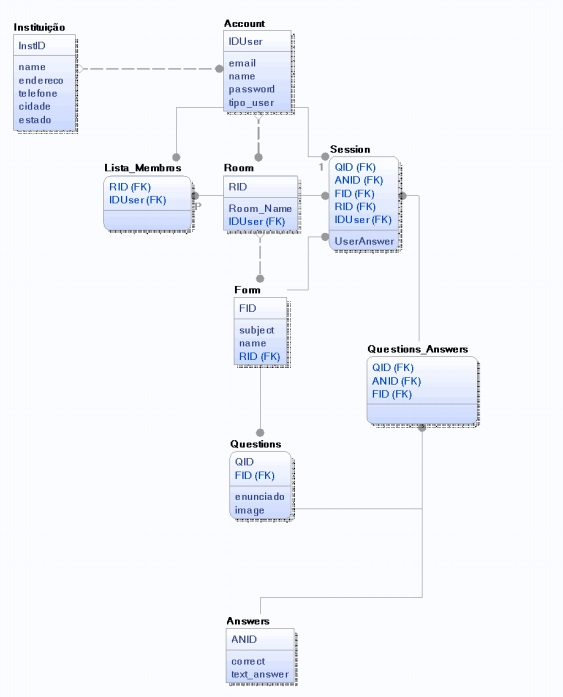 Instituição
InstID
name
endereco
telefone
cidade
estado
Account
IDUser
email
name
password
tipo_user
Lista_Membros
RID (FK)
IDUser (FK)
P
Room
RID
Room_Name
IDUser (FK)
Session
1
QID (FK)
ANID (FK)
FID (FK)
RID (FK)
IDUser (FK)
UserAnswer
Form
FID
subject
name
RID (FK)
Questions_Answers
QID (FK)
ANID (FK)
FID (FK)
Questions
QID
FID (FK)
enunciado
image
Answers
ANID
correct
text_answer